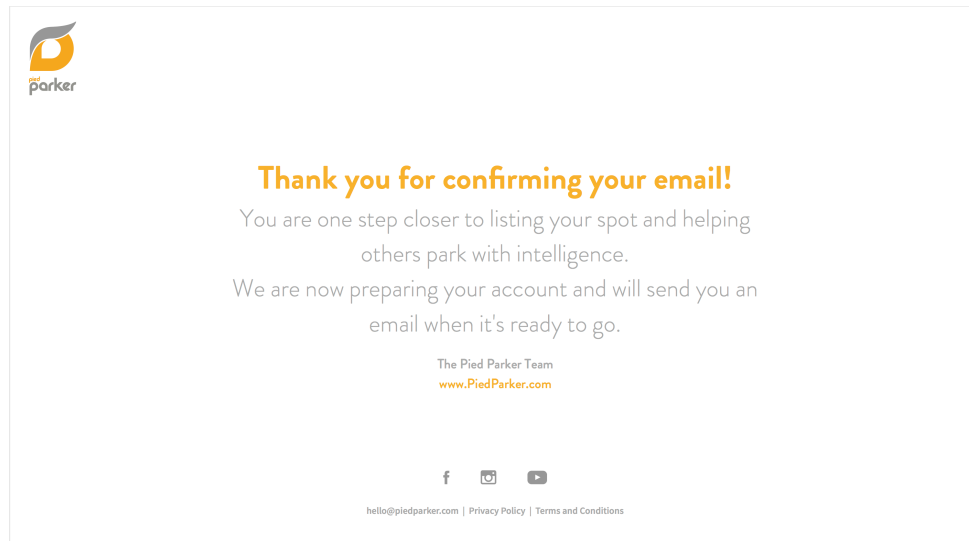 pied
parker
Thank you for confirming your email!
You are one step closer to listing your spot and helping
others park with intelligence.
We are now preparing your account and will send you an
email when it's ready to go.
The Pied Parker Team
www.PiedParker.com
hello@piedparker.com | Privacy Policy | Terms and Conditions